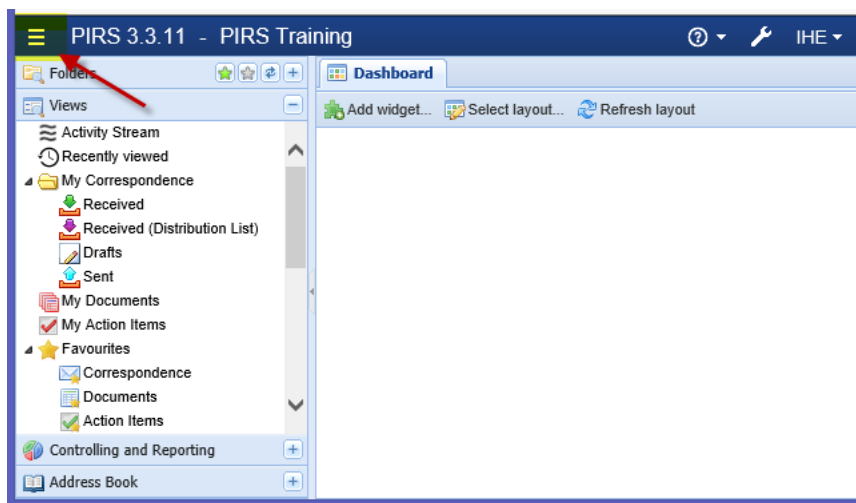 PIRS 3.3.11 - PIRS Training
IHE
Folders
Dashboard
Views
Add widget... Select layout... Refresh layout
Activity Stream
Recently viewed
My Correspondence
Received
Received (Distribution List)
Drafts
Sent
My Documents
My Action Items
Favourites
Correspondence
Documents
Action Items
Controlling and Reporting
Address Book